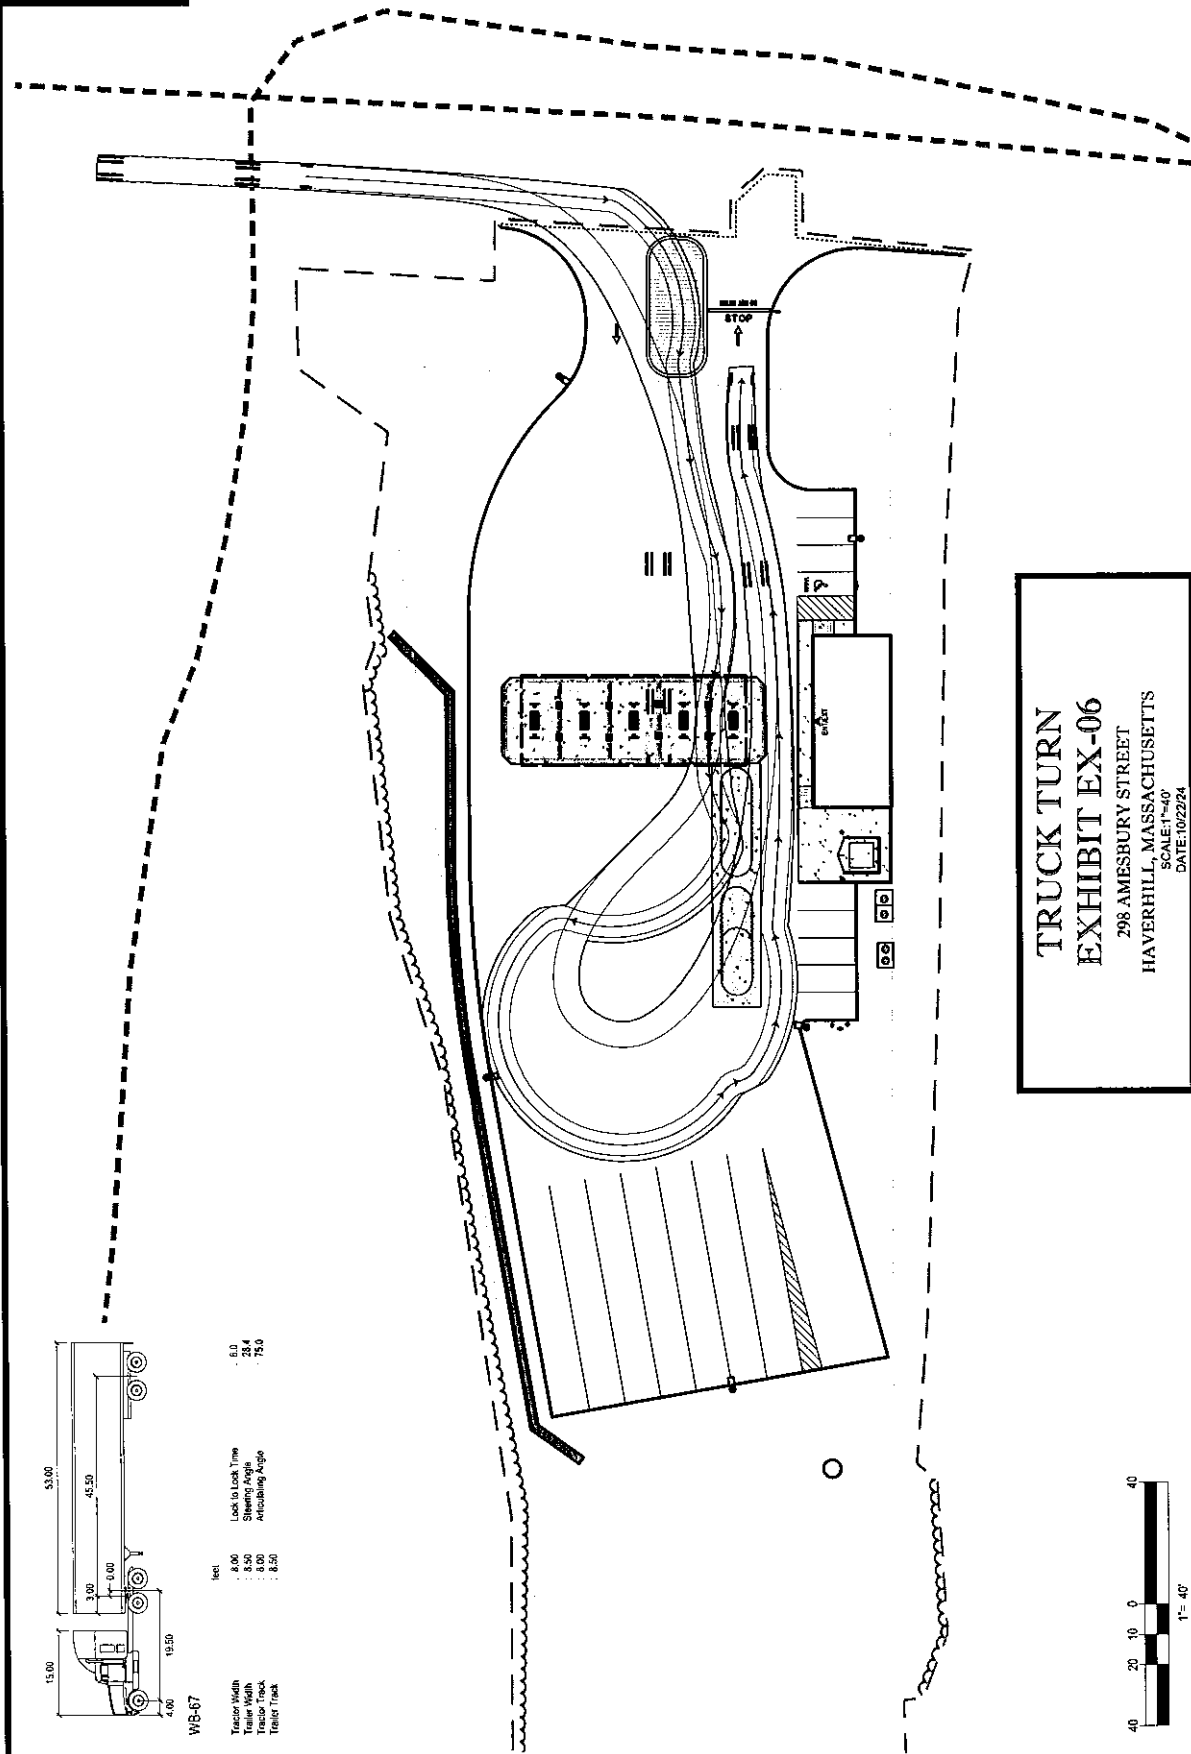 TRUCK TURN
EXHIBIT EX-06
298 AMESBURY STREET
HAVERHILL, MASSACHUSETTS
SCALE:1"=40'
DATE:10/22/24
STOP
53.00
45.50
3.00
0.00
15.00
19.50
4.00
WB-67
feet
Tractor Width : 8.00
Trailer Width : 8.50
Tractor Track : 8.00
Trailer Track : 8.50
Lock to Lock Time : 6.0
Steering Angle : 28.4
Articulating Angle : 75.0
40 20 10 0 40
1"= 40'